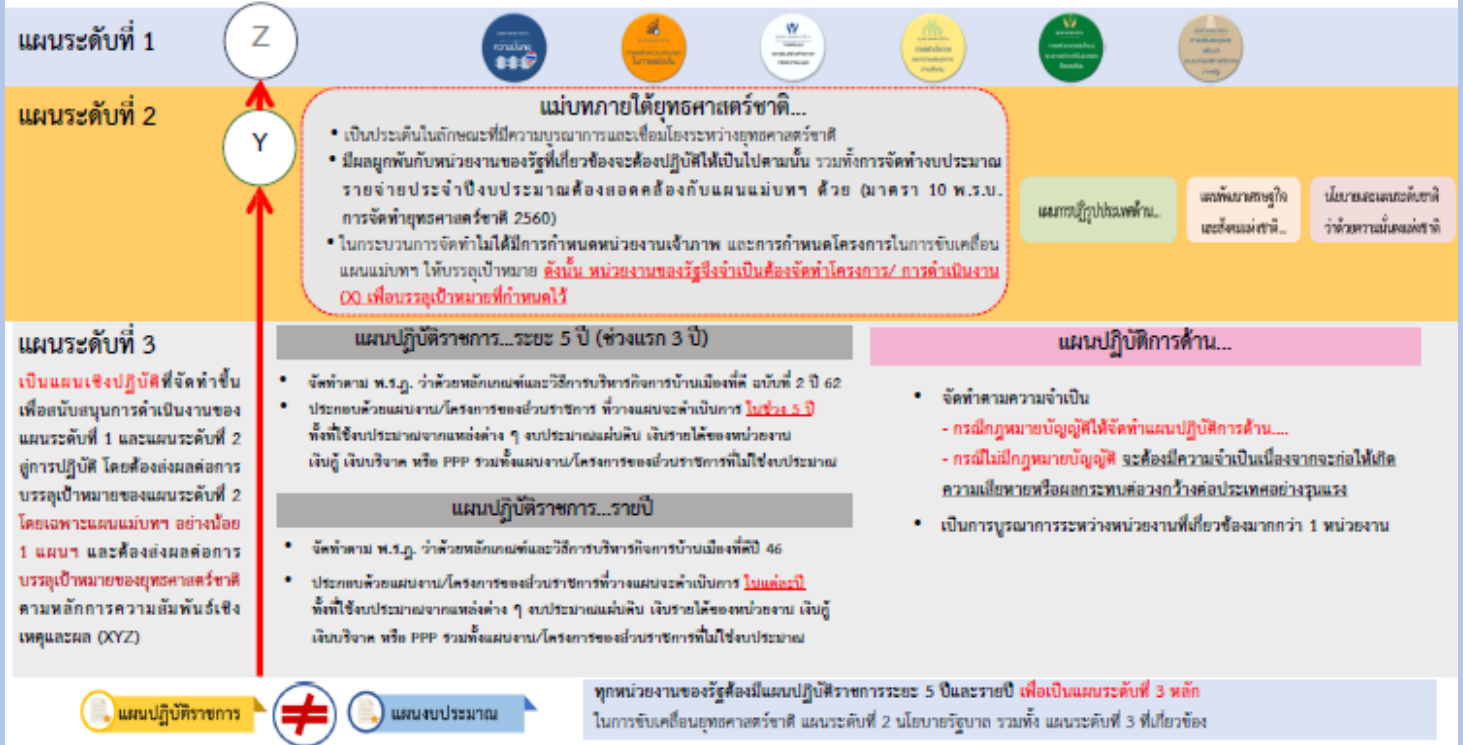 แผนระดับที่ 1
Z
ความมั่นคง
แผนระดับที่ 2
Y
แม่บทภายใต้ยุทธศาสตร์ชาติ...
• เป็นประเด็นในลักษณะที่มีความบูรณาการและเชื่อมโยงระหว่างยุทธศาสตร์ชาติ
• มีผลผูกพันกับหน่วยงานของรัฐที่เกี่ยวข้องจะต้องปฏิบัติให้เป็นไปตามนั้น รวมทั้งการจัดทำงบประมาณ
รายจ่ายประจำปีงบประมาณต้องสอดคล้องกับแผนแม่บทฯ ด้วย (มาตรา 10 พ.ร.บ.
การจัดทำยุทธศาสตร์ชาติ 2560)
• ในกระบวนการจัดทำไม่ได้มีการกำหนดหน่วยงานเจ้าภาพ และการกำหนดโครงการในการขับเคลื่อน
แผนแม่บทฯ ให้บรรลุเป้าหมาย ดังนั้น หน่วยงานของรัฐจึงจำเป็นต้องจัดทำโครงการ/ การดำเนินงาน
(X) เพื่อบรรลุเป้าหมายที่กำหนดไว้
แผนการปฏิรูปประเทศด้าน...
แผนพัฒนาเศรษฐกิจ
และสังคมแห่งชาติ...
นโยบายและแผนระดับชาติ
ว่าด้วยความมั่นคงแห่งชาติ
แผนระดับที่ 3
เป็นแผนเชิงปฏิบัติที่จัดทำขึ้น
เพื่อสนับสนุนการดำเนินงานของ
แผนระดับที่ 1 และแผนระดับที่ 2
สู่การปฏิบัติ โดยต้องส่งผลต่อการ
บรรลุเป้าหมายของแผนระดับที่ 2
โดยเฉพาะแผนแม่บทฯ อย่างน้อย
1 แผนฯ และต้องส่งผลต่อการ
บรรลุเป้าหมายของยุทธศาสตร์ชาติ
ตามหลักการความสัมพันธ์เชิง
เหตุและผล (XYZ)
แผนปฏิบัติราชการ...ระยะ 5 ปี (ช่วงแรก 3 ปี)
• จัดทำตาม พ.ร.ฎ. ว่าด้วยหลักเกณฑ์และวิธีการบริหารกิจการบ้านเมืองที่ดี ฉบับที่ 2 ปี 62
• ประกอบด้วยแผนงาน/โครงการของส่วนราชการ ที่วางแผนจะดำเนินการ ในช่วง 5 ปี
ทั้งที่ใช้งบประมาณจากแหล่งต่าง ๆ งบประมาณแผ่นดิน เงินรายได้ของหน่วยงาน
เงินกู้ เงินบริจาค หรือ PPP รวมทั้งแผนงาน/โครงการของส่วนราชการที่ไม่ใช้งบประมาณ
แผนปฏิบัติราชการ...รายปี
• จัดทำตาม พ.ร.ฎ. ว่าด้วยหลักเกณฑ์และวิธีการบริหารกิจการบ้านเมืองที่ดีปี 46
• ประกอบด้วยแผนงาน/โครงการของส่วนราชการที่วางแผนจะดำเนินการ ในแต่ละปี
ทั้งที่ใช้งบประมาณจากแหล่งต่าง ๆ งบประมาณแผ่นดิน เงินรายได้ของหน่วยงาน เงินกู้
เงินบริจาค หรือ PPP รวมทั้งแผนงาน/โครงการของส่วนราชการที่ไม่ใช้งบประมาณ
แผนปฏิบัติการด้าน...
• จัดทำตามความจำเป็น
- กรณีกฎหมายบัญญัติให้จัดทำแผนปฏิบัติการด้าน....
- กรณีไม่มีกฎหมายบัญญัติ จะต้องมีความจำเป็นเนื่องจากจะก่อให้เกิด
ความเสียหายหรือผลกระทบต่อวงกว้างต่อประเทศอย่างรุนแรง
• เป็นการบูรณาการระหว่างหน่วยงานที่เกี่ยวข้องมากกว่า 1 หน่วยงาน
แผนปฏิบัติราชการ
≠
แผนงบประมาณ
ทุกหน่วยงานของรัฐต้องมีแผนปฏิบัติราชการระยะ 5 ปีและรายปี เพื่อเป็นแผนระดับที่ 3 หลัก
ในการขับเคลื่อนยุทธศาสตร์ชาติ แผนระดับที่ 2 นโยบายรัฐบาล รวมทั้ง แผนระดับที่ 3 ที่เกี่ยวข้อง